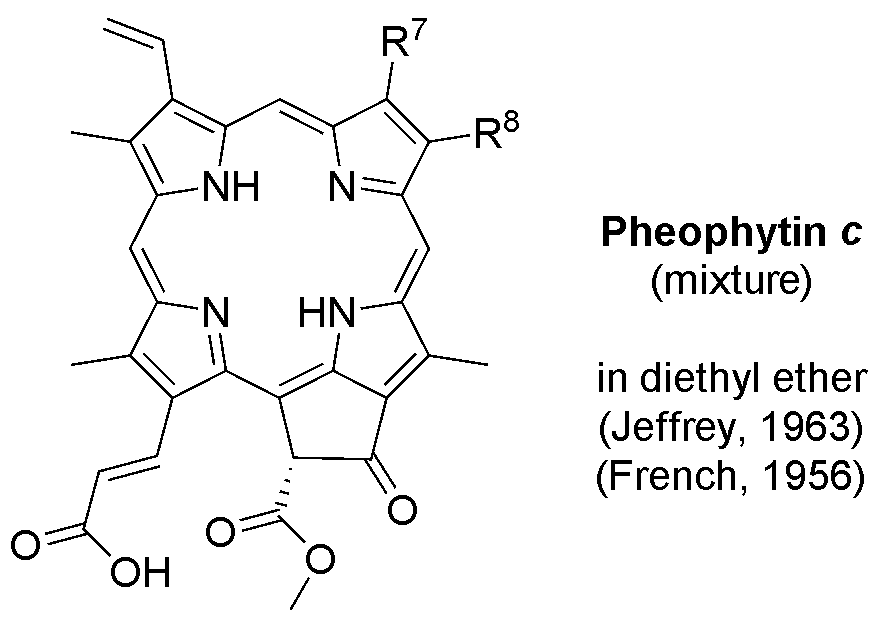 R⁷
R⁸
NH
N
Pheophytin c
(mixture)
N
HN
in diethyl ether
(Jeffrey, 1963)
(French, 1956)
O
O
O
OH
O